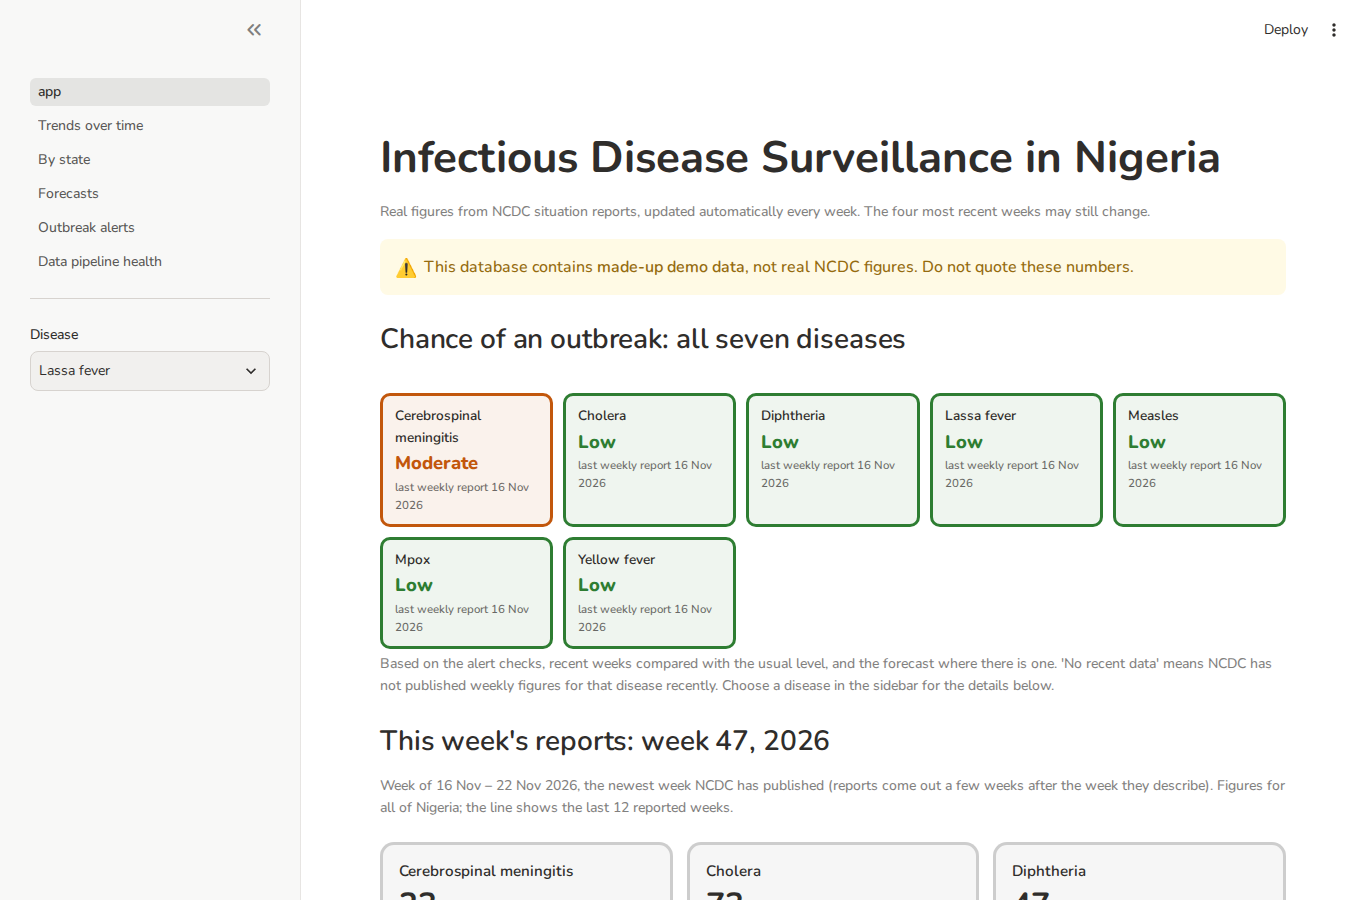 Deploy
app
Trends over time
By state
Forecasts
Outbreak alerts
Data pipeline health
Disease
Lassa fever
Infectious Disease Surveillance in Nigeria
Real figures from NCDC situation reports, updated automatically every week. The four most recent weeks may still change.
This database contains made-up demo data, not real NCDC figures. Do not quote these numbers.
Chance of an outbreak: all seven diseases
Cerebrospinal
meningitis
Moderate
last weekly report 16 Nov
2026
Cholera
Low
last weekly report 16 Nov
2026
Diphtheria
Low
last weekly report 16 Nov
2026
Lassa fever
Low
last weekly report 16 Nov
2026
Measles
Low
last weekly report 16 Nov
2026
Mpox
Low
last weekly report 16 Nov
2026
Yellow fever
Low
last weekly report 16 Nov
2026
Based on the alert checks, recent weeks compared with the usual level, and the forecast where there is one. 'No recent data' means NCDC has
not published weekly figures for that disease recently. Choose a disease in the sidebar for the details below.
This week's reports: week 47, 2026
Week of 16 Nov – 22 Nov 2026, the newest week NCDC has published (reports come out a few weeks after the week they describe). Figures for
all of Nigeria; the line shows the last 12 reported weeks.
Cerebrospinal meningitis
Cholera
Diphtheria